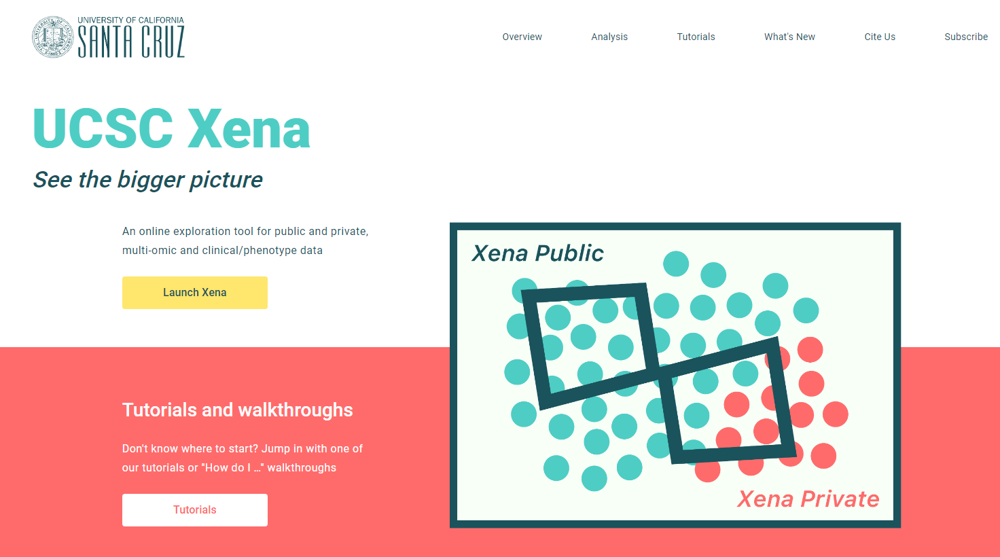 UNIVERSITY OF CALIFORNIA
SANTA CRUZ
Overview
Analysis
Tutorials
What's New
Cite Us
Subscribe
UCSC Xena
See the bigger picture
An online exploration tool for public and private,
multi-omic and clinical/phenotype data
Launch Xena
Xena Public
Xena Private
Tutorials and walkthroughs
Don't know where to start? Jump in with one of
our tutorials or "How do I ..." walkthroughs
Tutorials